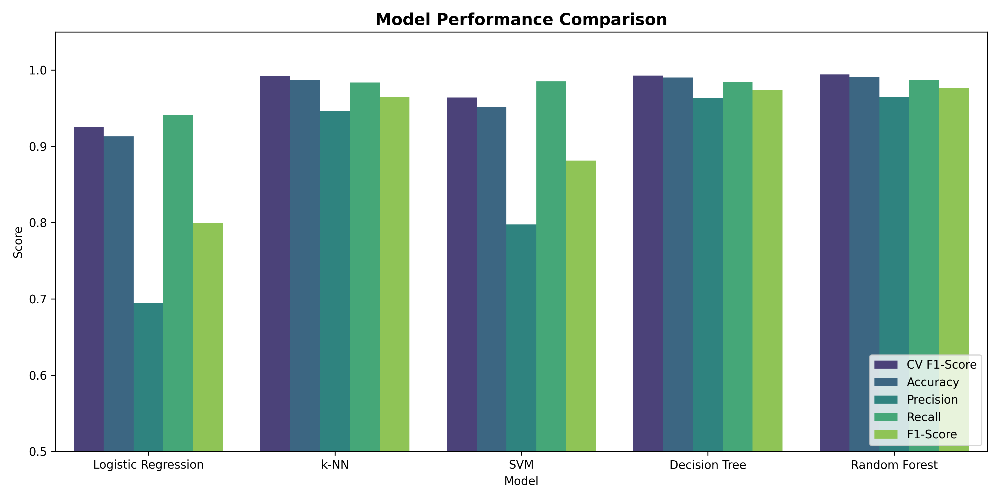 Model Performance Comparison
Score
1.0
0.9
0.8
0.7
0.6
0.5
Logistic Regression
k-NN
SVM
Decision Tree
Random Forest
Model
CV F1-Score
Accuracy
Precision
Recall
F1-Score